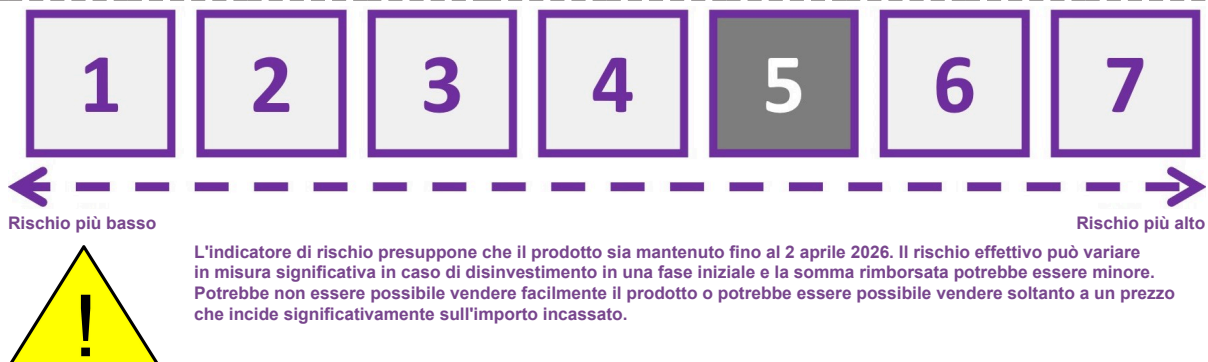 1 2 3 4 5 6 7
Rischio più basso Rischio più alto
L'indicatore di rischio presuppone che il prodotto sia mantenuto fino al 2 aprile 2026. Il rischio effettivo può variare
in misura significativa in caso di disinvestimento in una fase iniziale e la somma rimborsata potrebbe essere minore.
Potrebbe non essere possibile vendere facilmente il prodotto o potrebbe essere possibile vendere soltanto a un prezzo
che incide significativamente sull'importo incassato.
!